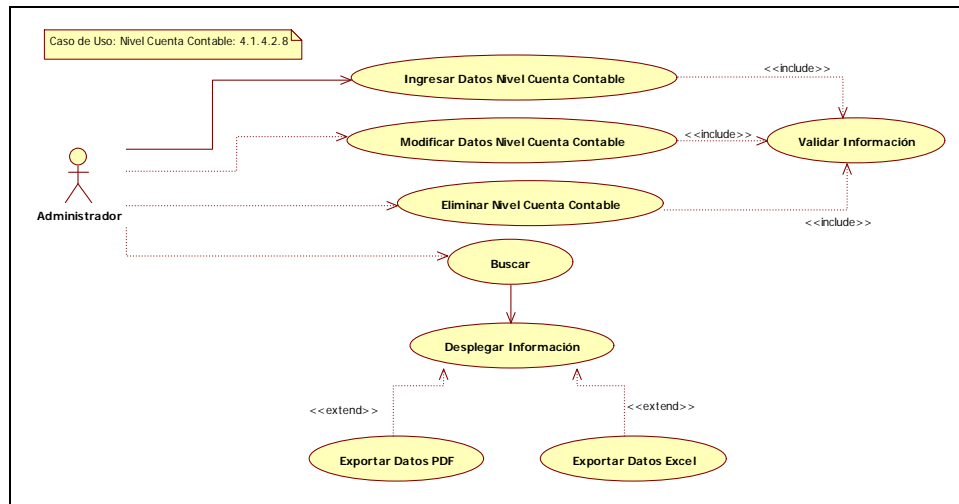 Caso de Uso: Nivel Cuenta Contable: 4.1.4.2.8
Ingresar Datos Nivel Cuenta Contable
<<include>>
Modificar Datos Nivel Cuenta Contable
<<include>>
Validar Información
Administrador
Eliminar Nivel Cuenta Contable
<<include>>
Buscar
Desplegar Información
<<extend>>
<<extend>>
Exportar Datos PDF
Exportar Datos Excel